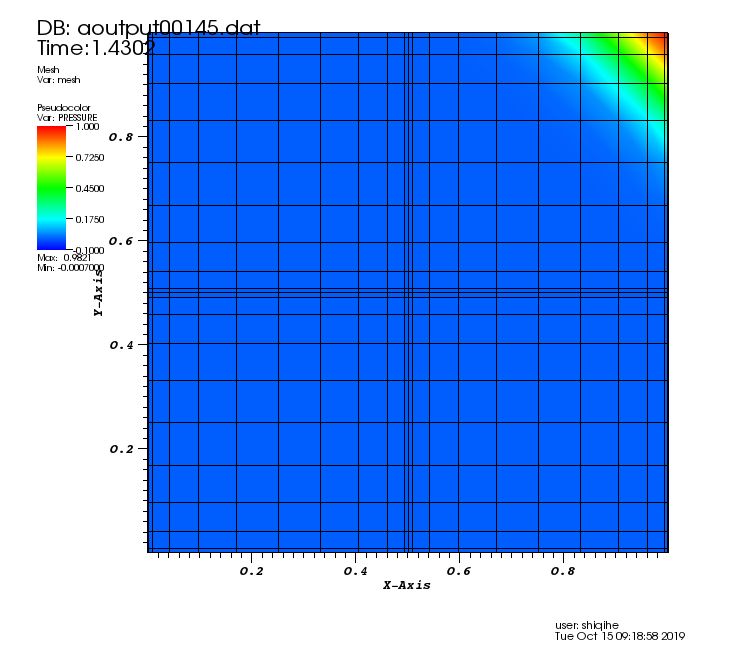 DB: aoutput00145.dat
Time:1.4302
Mesh
Var: mesh
Pseudocolor
Var: PRESSURE
1.000
0.7250
0.4500
0.1750
-0.1000
Max: 0.9821
Min: -0.0007000
Y-Axis
0.8
0.6
0.4
0.2
0.2 0.4 0.6 0.8
X-Axis
user: shiqihe
Tue Oct 15 09:18:58 2019